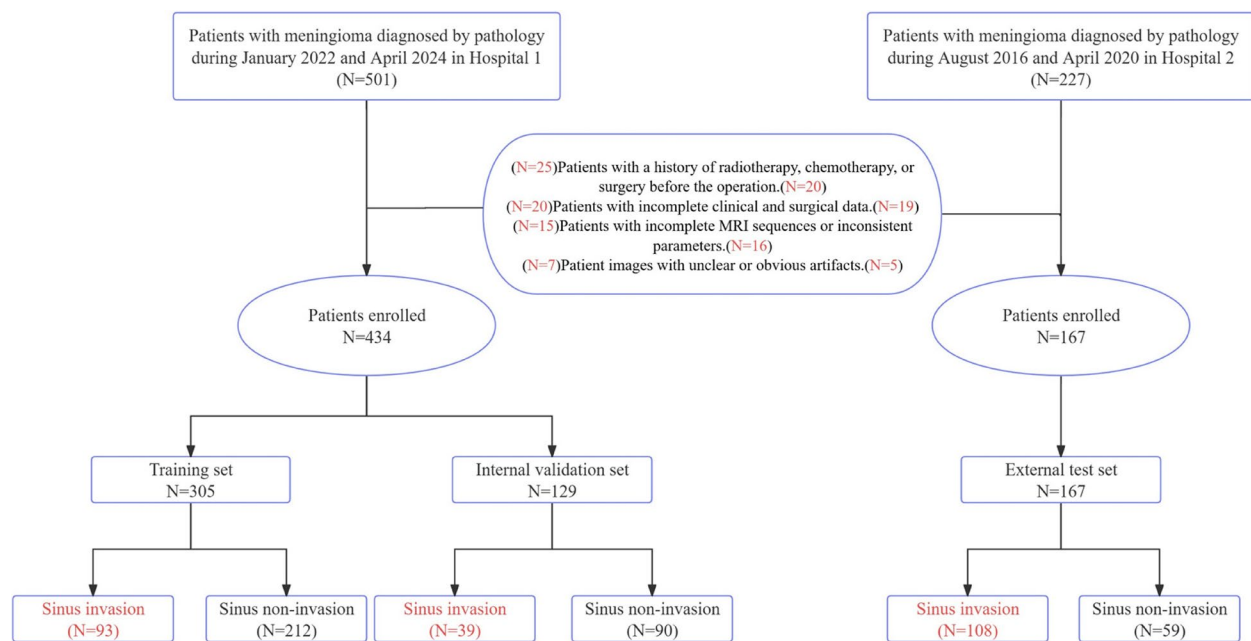 Patients with meningioma diagnosed by pathology
during January 2022 and April 2024 in Hospital 1
(N=501)
Patients with meningioma diagnosed by pathology
during August 2016 and April 2020 in Hospital 2
(N=227)
(N=25)Patients with a history of radiotherapy, chemotherapy, or
surgery before the operation.(N=20)
(N=20)Patients with incomplete clinical and surgical data.(N=19)
(N=15)Patients with incomplete MRI sequences or inconsistent
parameters.(N=16)
(N=7)Patient images with unclear or obvious artifacts.(N=5)
Patients enrolled
N=434
Patients enrolled
N=167
Training set
N=305
Internal validation set
N=129
External test set
N=167
Sinus invasion
(N=93)
Sinus non-invasion
(N=212)
Sinus invasion
(N=39)
Sinus non-invasion
(N=90)
Sinus invasion
(N=108)
Sinus non-invasion
(N=59)